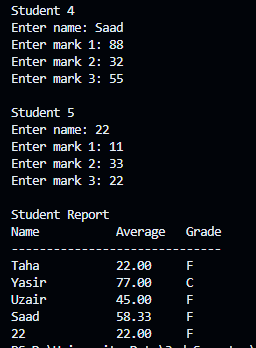 Student 4
Enter name: Saad
Enter mark 1: 88
Enter mark 2: 32
Enter mark 3: 55

Student 5
Enter name: 22
Enter mark 1: 11
Enter mark 2: 33
Enter mark 3: 22

Student Report
Name Average Grade
------------------------------
Taha 22.00 F
Yasir 77.00 C
Uzair 45.00 F
Saad 58.33 F
22 22.00 F